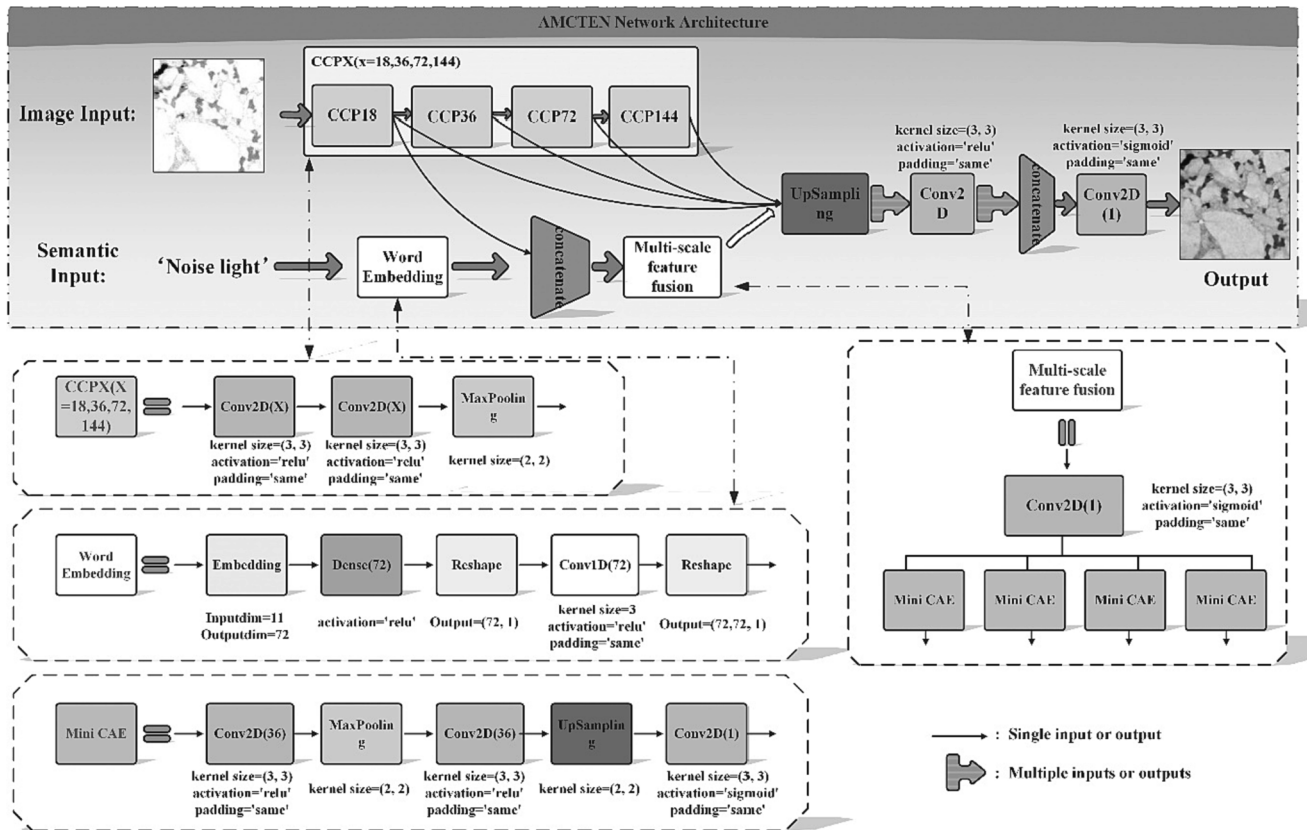 AMCTEN Network Architecture
CCPX(x=18,36,72,144)
Image Input:
CCP18
CCP36
CCP72
CCP144
kernel size=(3, 3)
activation='relu'
padding='same'
kernel size=(3, 3)
activation='sigmoid'
padding='same'
UpSampli
ng
Conv2
D
concatenate
Conv2D
(1)
Semantic
Input:
‘Noise light’
Word
Embedding
concatenate
Multi-scale
feature
fusion
Output
CCPX(X
=18,36,72,
144)
Conv2D(X)
Conv2D(X)
MaxPoolin
g
kernel size=(3, 3)
activation='relu'
padding='same'
kernel size=(3, 3)
activation='relu'
padding='same'
kernel size=(2, 2)
Word
Embedding
Embedding
Dense(72)
Reshape
Conv1D(72)
Reshape
Inputdim=11
Outputdim=72
activation='relu'
Output=(72, 1)
kernel size=3
activation='relu'
padding='same'
Output=(72,72, 1)
Mini CAE
Conv2D(36)
MaxPoolin
g
Conv2D(36)
UpSamplin
g
Conv2D(1)
kernel size=(3, 3)
activation='relu'
padding='same'
kernel size=(2, 2)
kernel size=(3, 3)
activation='relu'
padding='same'
kernel size=(2, 2)
kernel size=(3, 3)
activation='sigmoid'
padding='same'
Multi-scale
feature fusion
Conv2D(1)
kernel size=(3, 3)
activation='sigmoid'
padding='same'
Mini CAE
Mini CAE
Mini CAE
Mini CAE
: Single input or output
: Multiple inputs or outputs